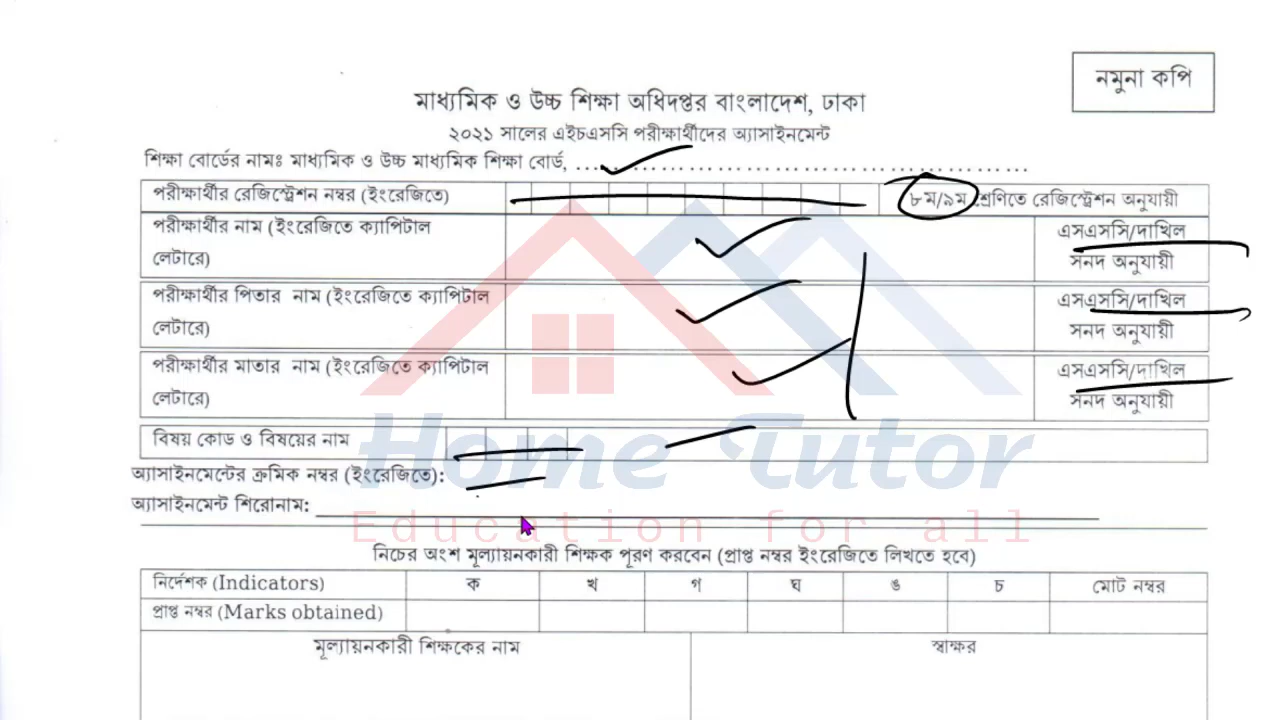 নমুনা কপি
মাধ্যমিক ও উচ্চ শিক্ষা অধিদপ্তর বাংলাদেশ, ঢাকা
২০২১ সালের এইচএসসি পরীক্ষার্থীদের অ্যাসাইনমেন্ট
শিক্ষা বোর্ডের নামঃ মাধ্যমিক ও উচ্চ মাধ্যমিক শিক্ষা বোর্ড, ........................................................
পরীক্ষার্থীর রেজিস্ট্রেশন নম্বর (ইংরেজিতে) ৮ম/৯ম শ্রেণিতে রেজিস্ট্রেশন অনুযায়ী
পরীক্ষার্থীর নাম (ইংরেজিতে ক্যাপিটাল এসএসসি/দাখিল
লেটারে) সনদ অনুযায়ী
পরীক্ষার্থীর পিতার নাম (ইংরেজিতে ক্যাপিটাল এসএসসি/দাখিল
লেটারে) সনদ অনুযায়ী
পরীক্ষার্থীর মাতার নাম (ইংরেজিতে ক্যাপিটাল এসএসসি/দাখিল
লেটারে) সনদ অনুযায়ী
বিষয় কোড ও বিষয়ের নাম
Home Tutor
অ্যাসাইনমেন্টের ক্রমিক নম্বর (ইংরেজিতে):
অ্যাসাইনমেন্ট শিরোনাম:
Education for all
নিচের অংশ মূল্যায়নকারী শিক্ষক পূরণ করবেন (প্রাপ্ত নম্বর ইংরেজিতে লিখতে হবে)
নির্দেশক (Indicators) ক খ গ ঘ ঙ চ মোট নম্বর
প্রাপ্ত নম্বর (Marks obtained)
মূল্যায়নকারী শিক্ষকের নাম স্বাক্ষর